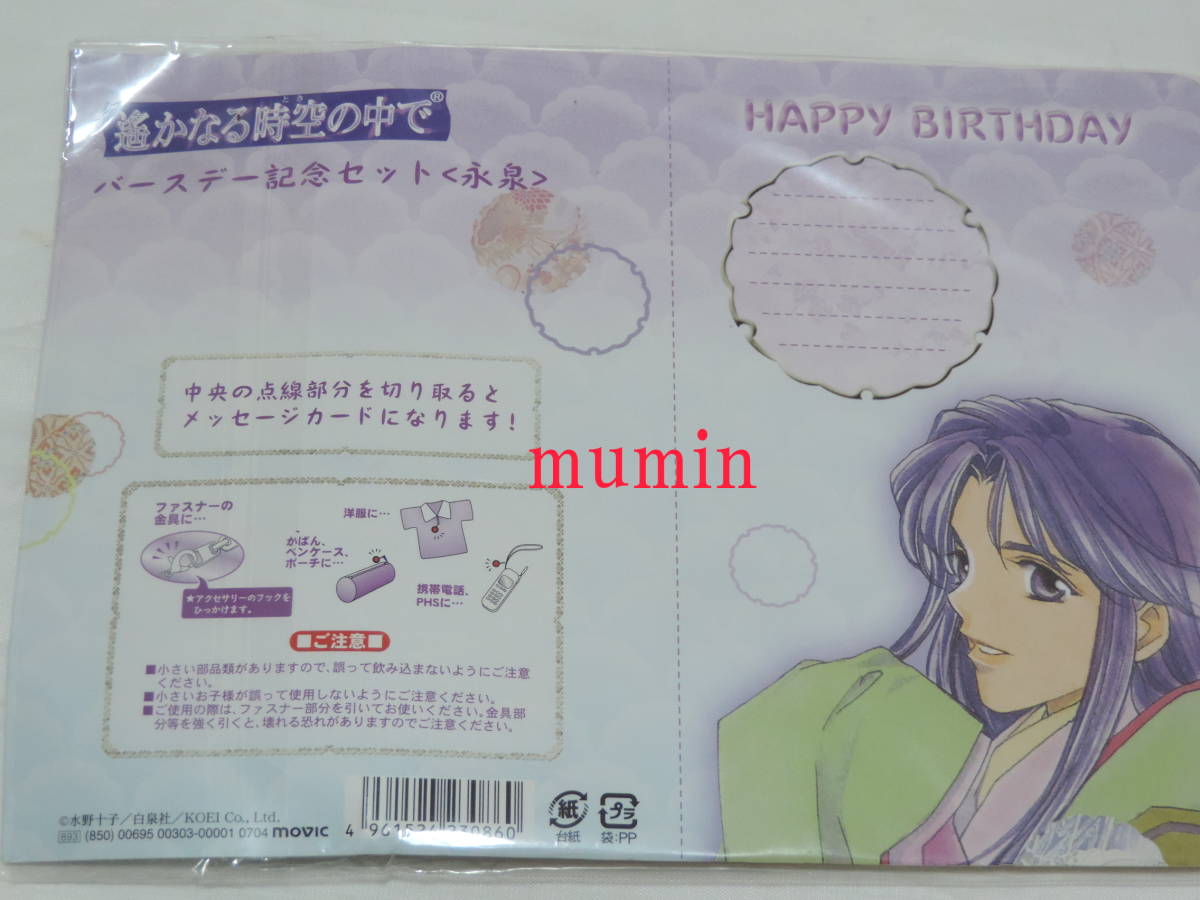 遙かなる時空の中で®
とき
バースデー記念セット<永泉>
HAPPY BIRTHDAY
中央の点線部分を切り取ると
メッセージカードになります!
mumin
ファスナーの
金具に…
★アクセサリーのフックを
ひっかけます。
かばん、
ペンケース、
ポーチに…
洋服に…
携帯電話、
PHSに…
■ご注意■
■小さい部品類がありますので、誤って飲み込まないようにご注意
ください。
■小さいお子様が誤って使用しないようにご注意ください。
■ご使用の際は、ファスナー部分を引いてお使いください。金具部
分等を強く引くと、壊れる恐れがありますのでご注意ください。
©水野十子/白泉社/KOEI Co., Ltd.
893 (850) 00695 00303-00001 0704 movic
紙
台紙
プラ
袋:PP